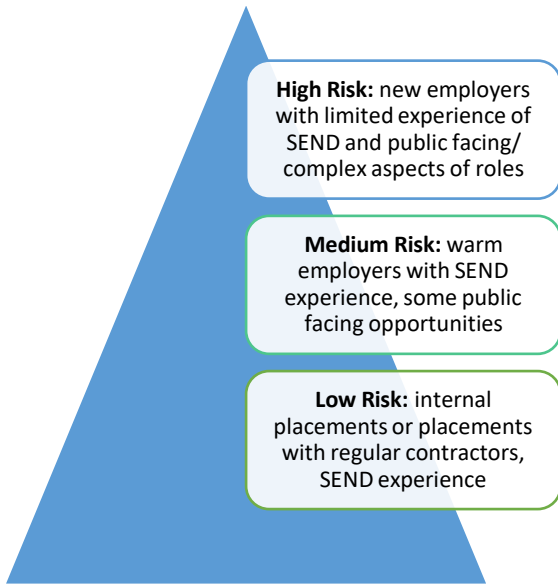 High Risk: new employers
with limited experience of
SEND and public facing/
complex aspects of roles
Medium Risk: warm
employers with SEND
experience, some public
facing opportunities
Low Risk: internal
placements or placements
with regular contractors,
SEND experience